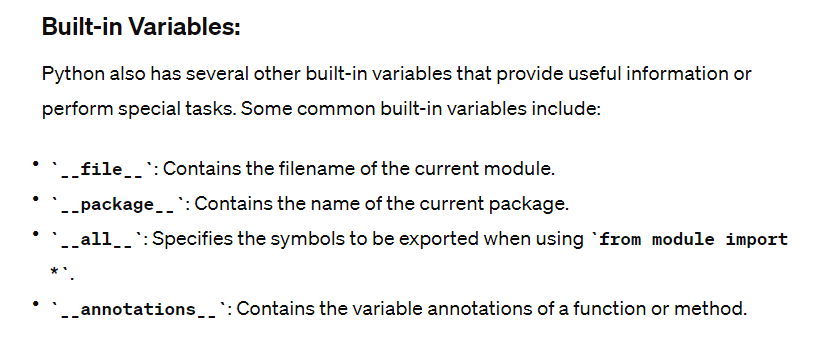 Built-in Variables:
Python also has several other built-in variables that provide useful information or
perform special tasks. Some common built-in variables include:
• `__file__`: Contains the filename of the current module.
• `__package__`: Contains the name of the current package.
• `__all__`: Specifies the symbols to be exported when using `from module import
*`.
• `__annotations__`: Contains the variable annotations of a function or method.